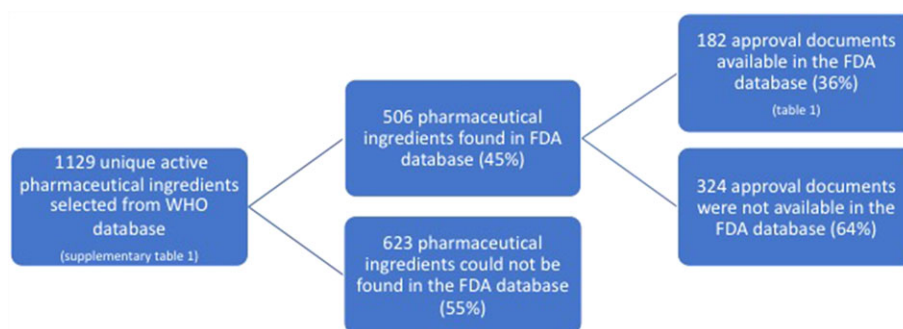 1129 unique active
pharmaceutical ingredients
selected from WHO
database
(supplementary table 1)
506 pharmaceutical
ingredients found in FDA
database (45%)
623 pharmaceutical
ingredients could not be
found in the FDA database
(55%)
182 approval documents
available in the FDA
database (36%)
(table 1)
324 approval documents
were not available in the
FDA database (64%)